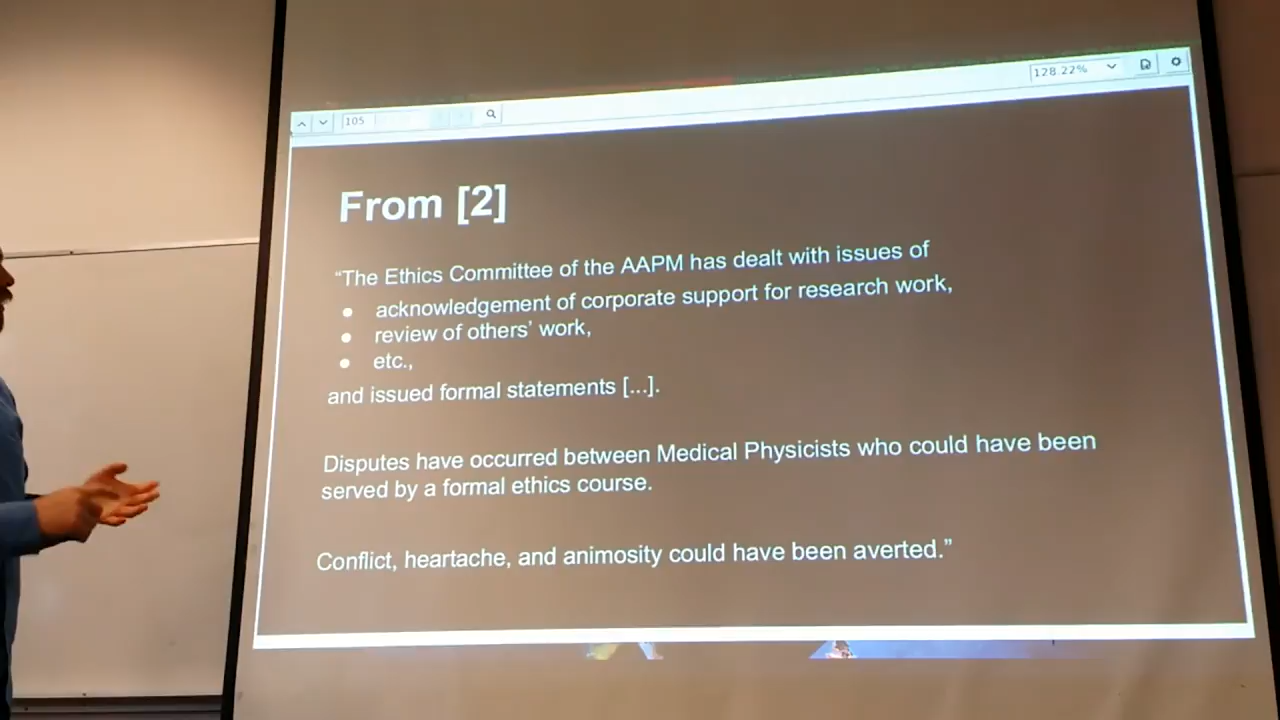 128.22%
105
From [2]
“The Ethics Committee of the AAPM has dealt with issues of
● acknowledgement of corporate support for research work,
● review of others’ work,
● etc.,
and issued formal statements [...].
Disputes have occurred between Medical Physicists who could have been
served by a formal ethics course.
Conflict, heartache, and animosity could have been averted.”